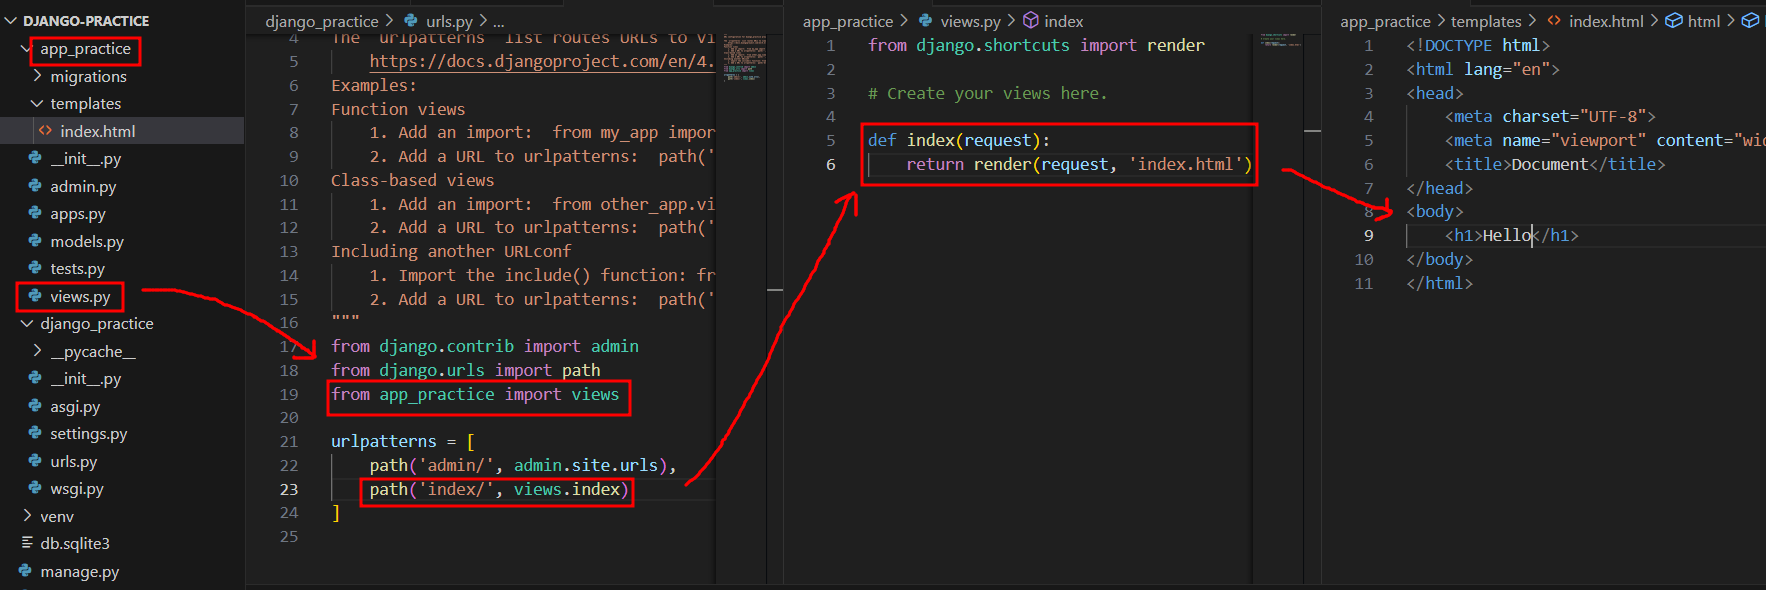 DJANGO-PRACTICE
app_practice
migrations
templates
<> index.html
__init__.py
admin.py
apps.py
models.py
tests.py
views.py
django_practice
__pycache__
__init__.py
asgi.py
settings.py
urls.py
wsgi.py
venv
db.sqlite3
manage.py
django_practice > urls.py > ...
4 The `urlpatterns` list routes URLs to vi
5 https://docs.djangoproject.com/en/4.
6 Examples:
7 Function views
8 1. Add an import:  from my_app impor
9 2. Add a URL to urlpatterns:  path('
10 Class-based views
11 1. Add an import:  from other_app.vi
12 2. Add a URL to urlpatterns:  path('
13 Including another URLconf
14 1. Import the include() function: fr
15 2. Add a URL to urlpatterns:  path('
16 """
17 from django.contrib import admin
18 from django.urls import path
19 from app_practice import views
20
21 urlpatterns = [
22 path('admin/', admin.site.urls),
23 path('index/', views.index)
24 ]
25
app_practice > views.py > index
1 from django.shortcuts import render
2
3 # Create your views here.
4
5 def index(request):
6 return render(request, 'index.html')
app_practice > templates > <> index.html > html >
1 <!DOCTYPE html>
2 <html lang="en">
3 <head>
4 <meta charset="UTF-8">
5 <meta name="viewport" content="wid
6 <title>Document</title>
7 </head>
8 <body>
9 <h1>Hello</h1>
10 </body>
11 </html>